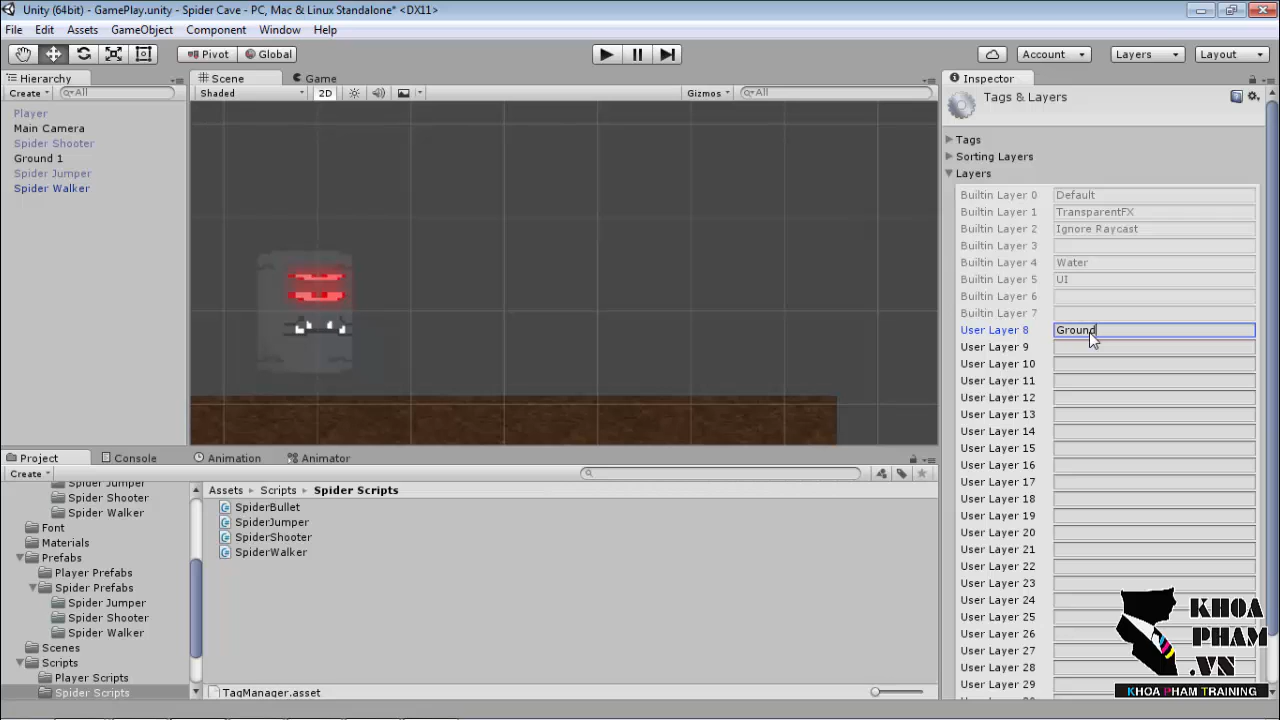 Unity (64bit) - GamePlay.unity - Spider Cave - PC, Mac & Linux Standalone* <DX11>
File Edit Assets GameObject Component Window Help
Pivot Global Account Layers Layout
Hierarchy
Create All
Player
Main Camera
Spider Shooter
Ground 1
Spider Jumper
Spider Walker
Scene Game
Shaded 2D Gizmos All
Inspector
Tags & Layers
Tags
Sorting Layers
Layers
Builtin Layer 0 Default
Builtin Layer 1 TransparentFX
Builtin Layer 2 Ignore Raycast
Builtin Layer 3
Builtin Layer 4 Water
Builtin Layer 5 UI
Builtin Layer 6
Builtin Layer 7
User Layer 8 Ground
User Layer 9
User Layer 10
User Layer 11
User Layer 12
User Layer 13
User Layer 14
User Layer 15
User Layer 16
User Layer 17
User Layer 18
User Layer 19
User Layer 20
User Layer 21
User Layer 22
User Layer 23
User Layer 24
User Layer 25
User Layer 26
User Layer 27
User Layer 28
User Layer 29
Project Console Animation Animator
Create
Spider Jumper
Spider Shooter
Spider Walker
Font
Materials
Prefabs
Player Prefabs
Spider Prefabs
Spider Jumper
Spider Shooter
Spider Walker
Scenes
Scripts
Player Scripts
Spider Scripts
Assets Scripts Spider Scripts
SpiderBullet
SpiderJumper
SpiderShooter
SpiderWalker
TagManager.asset
KHOA
PHAM
.VN
KHOA PHAM TRAINING